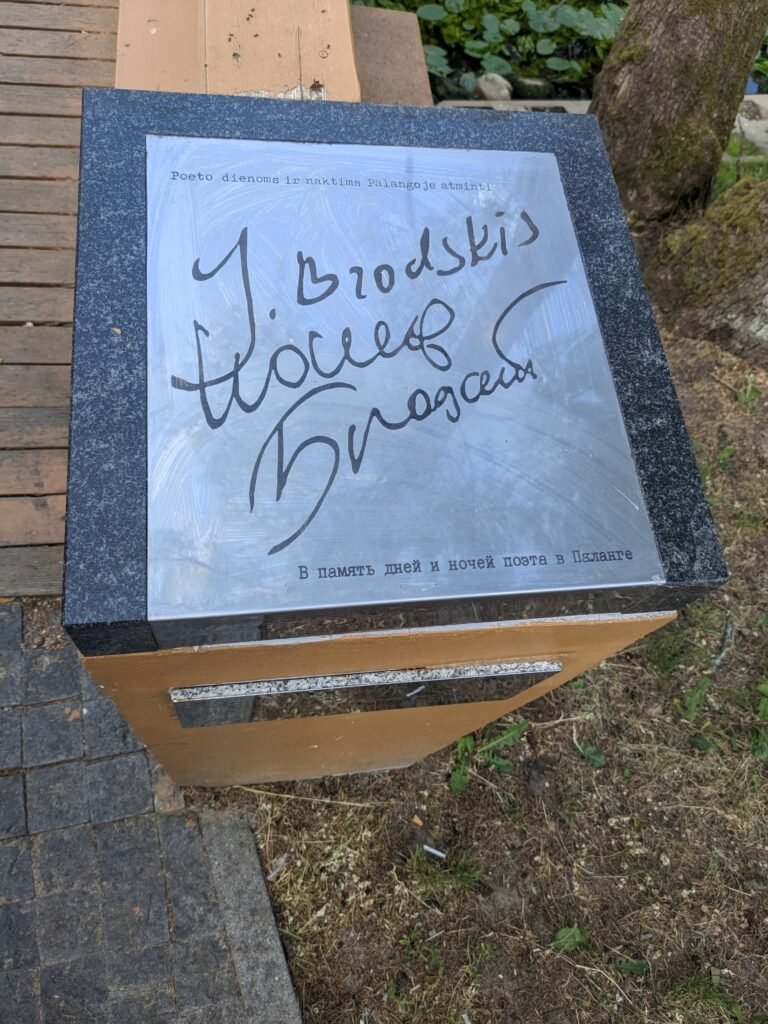 Poeto dienoms ir naktims Palangoje atminti
J. Brodskis
Иосиф
Бродский
В память дней и ночей поэта в Паланге